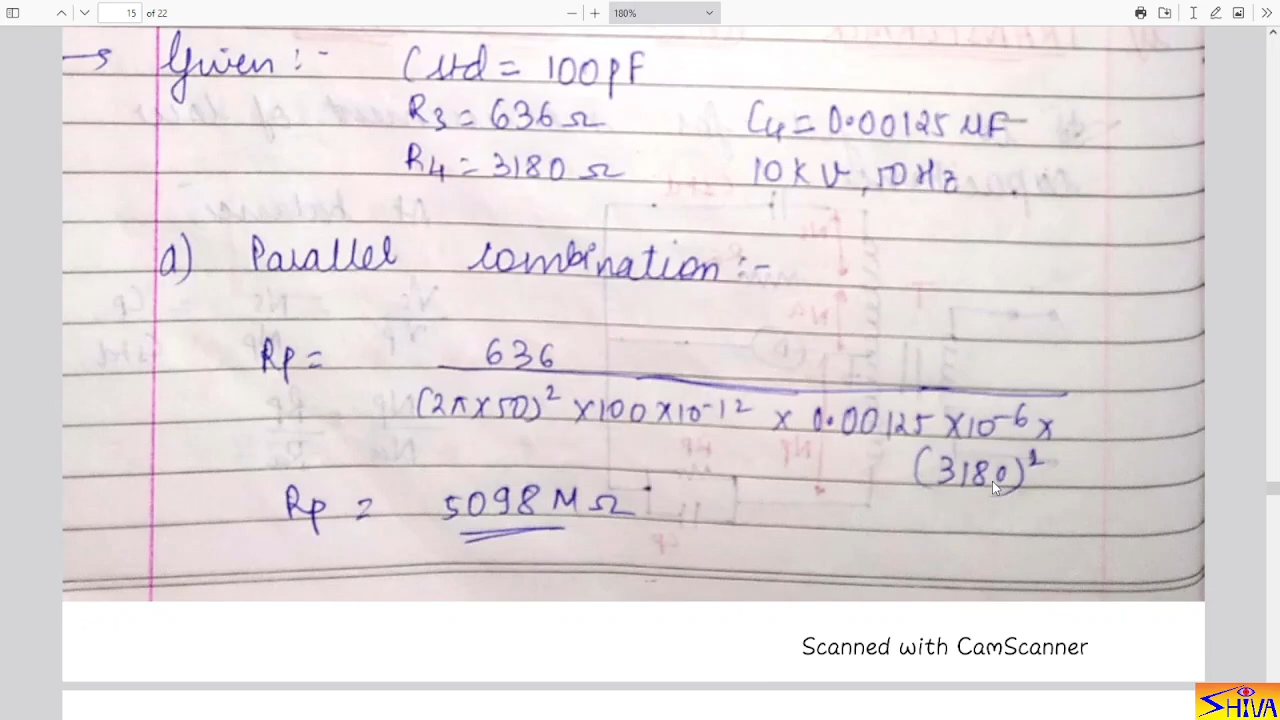 15 of 22
180%
→ Given :- Cstd = 100pF
R3 = 636 Ω C4 = 0.00125 µF
R4 = 3180 Ω 10 KV, 50 Hz
a) Parallel combination :-
Rp = 636
(2π×50)² ×100×10-12 × 0.00125 ×10-6 ×
(3180)²
Rp = 5098 M Ω
Scanned with CamScanner
SHIVA